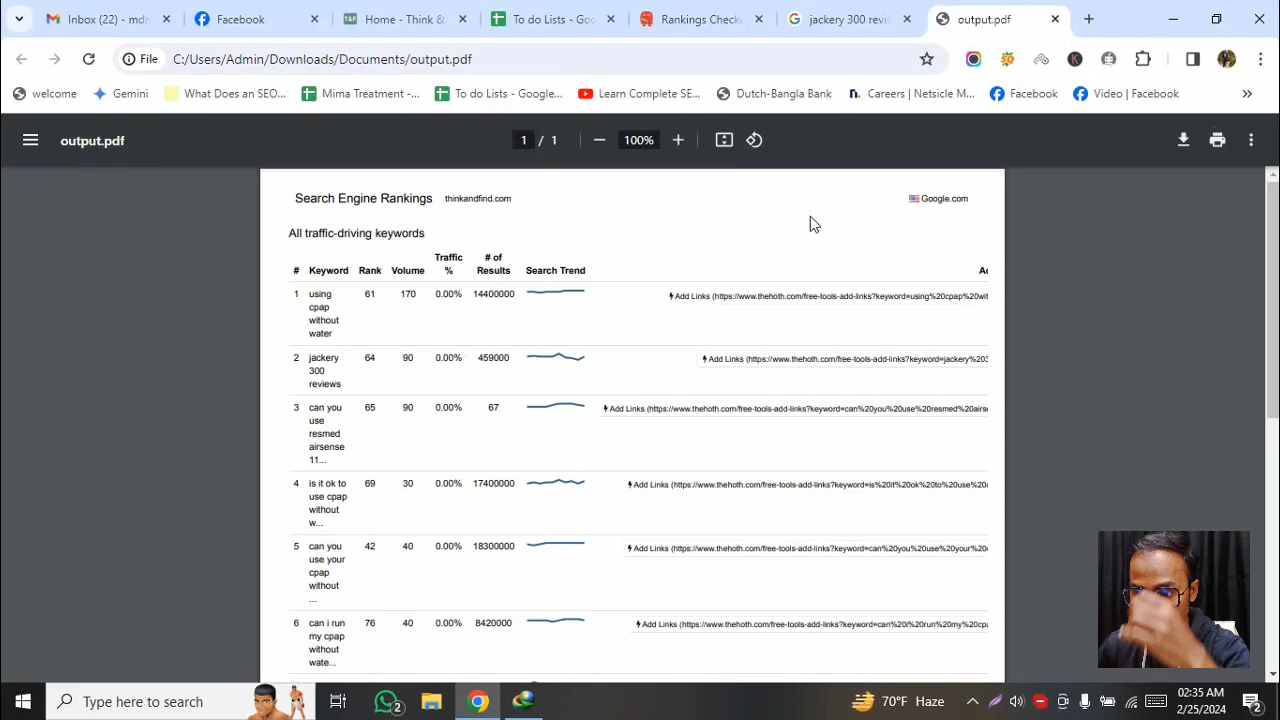 Inbox (2) - mdn
Facebook
Home - Think &
To do Lists - Goo
Rankings Check
jackery 300 revi
output.pdf
File
C:/Users/Admin/Downloads/Documents/output.pdf
welcome
Gemini
What Does an SEO...
Mima Treatment -...
To do Lists - Google...
Learn Complete SE...
Dutch-Bangla Bank
Careers | Netsicle M...
Facebook
Video | Facebook
output.pdf
1 / 1
100%
Search Engine Rankings thinkandfind.com
Google.com
All traffic-driving keywords
# Keyword Rank Volume Traffic % # of Results Search Trend Ac
1 using cpap without water 61 170 0.00% 14400000 Add Links (https://www.thehoth.com/free-tools-add-links?keyword=using%20cpap%20wit
2 jackery 300 reviews 64 90 0.00% 459000 Add Links (https://www.thehoth.com/free-tools-add-links?keyword=jackery%203
3 can you use resmed airsense 11... 65 90 0.00% 67 Add Links (https://www.thehoth.com/free-tools-add-links?keyword=can%20you%20use%20resmed%20airse
4 is it ok to use cpap without w... 69 30 0.00% 17400000 Add Links (https://www.thehoth.com/free-tools-add-links?keyword=is%20it%20ok%20to%20use%20
5 can you use your cpap without ... 42 40 0.00% 18300000 Add Links (https://www.thehoth.com/free-tools-add-links?keyword=can%20you%20use%20your%20
6 can i run my cpap without wate... 76 40 0.00% 8420000 Add Links (https://www.thehoth.com/free-tools-add-links?keyword=can%20i%20run%20my%20cpa
Type here to search
2
70°F Haze
02:35 AM
2/25/2024
2